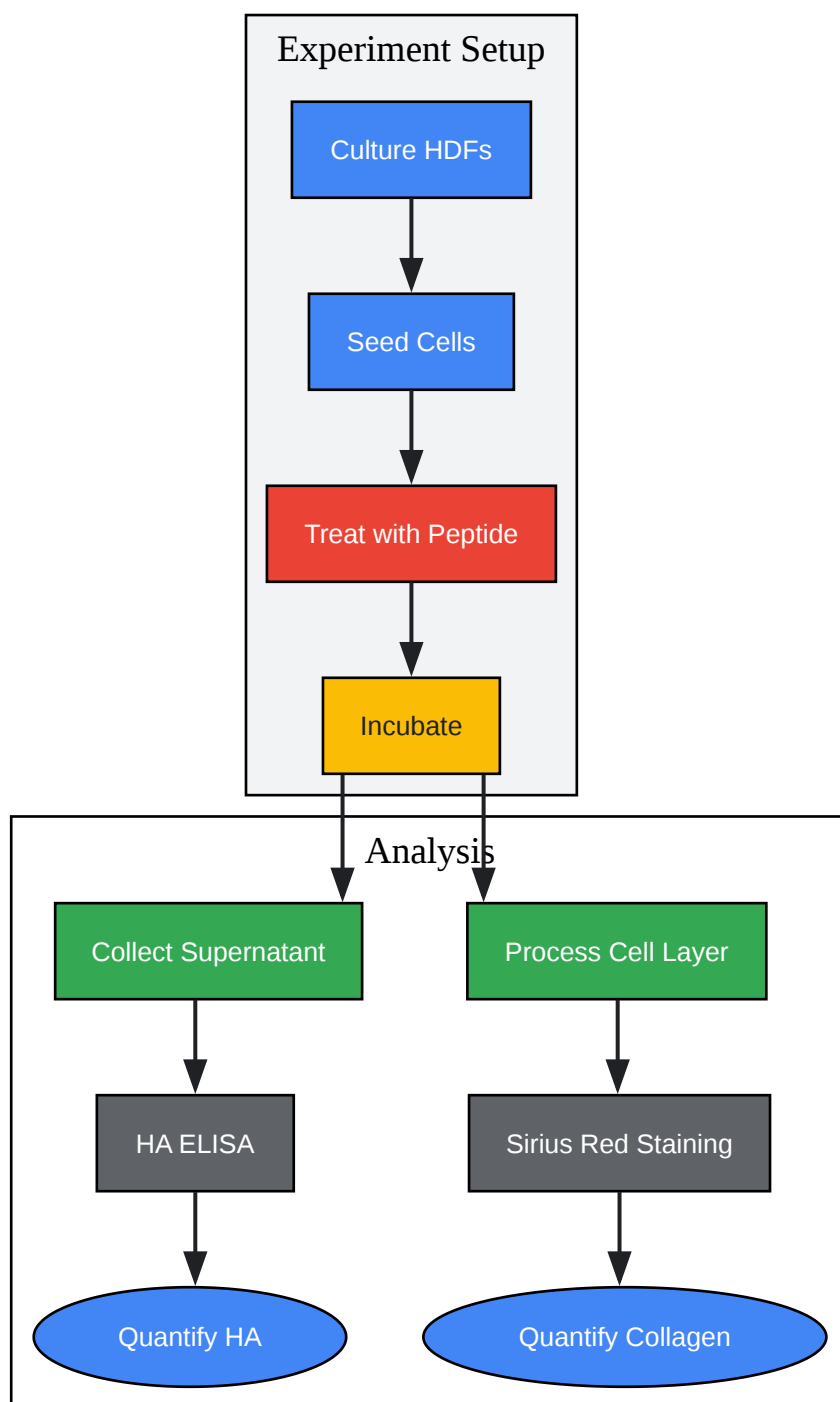 Experiment Setup
Culture HDFs
Seed Cells
Treat with Peptide
Incubate
Analysis
Collect Supernatant
Process Cell Layer
HA ELISA
Sirius Red Staining
Quantify HA
Quantify Collagen